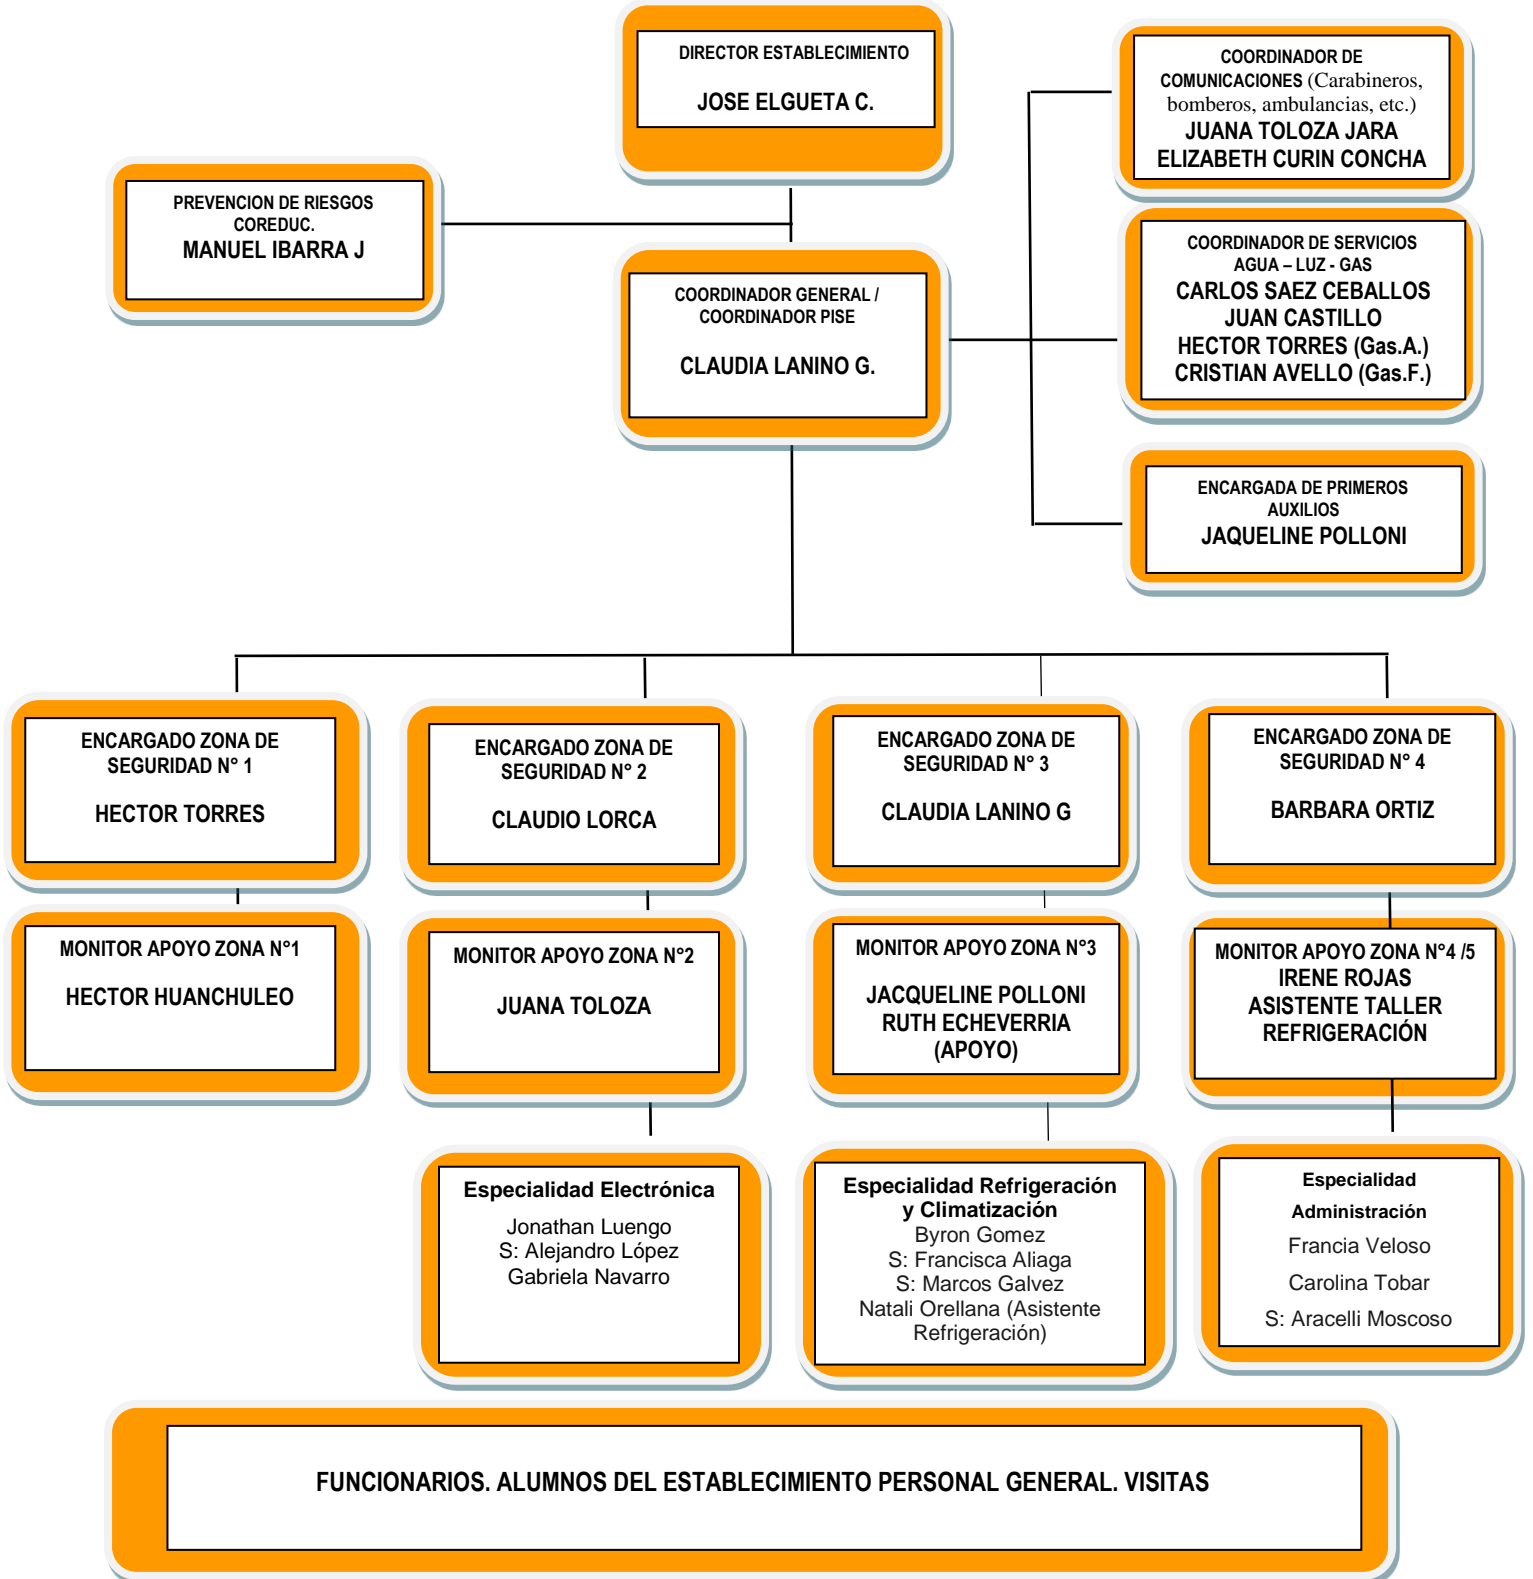 DIRECTOR ESTABLECIMIENTO
JOSE ELGUETA C.
COORDINADOR DE
COMUNICACIONES (Carabineros,
bomberos, ambulancias, etc.)
JUANA TOLOZA JARA
ELIZABETH CURIN CONCHA
PREVENCION DE RIESGOS
COREDUC.
MANUEL IBARRA J
COORDINADOR DE SERVICIOS
AGUA – LUZ - GAS
CARLOS SAEZ CEBALLOS
JUAN CASTILLO
HECTOR TORRES (Gas.A.)
CRISTIAN AVELLO (Gas.F.)
COORDINADOR GENERAL /
COORDINADOR PISE
CLAUDIA LANINO G.
ENCARGADA DE PRIMEROS
AUXILIOS
JAQUELINE POLLONI
ENCARGADO ZONA DE
SEGURIDAD N° 1
HECTOR TORRES
ENCARGADO ZONA DE
SEGURIDAD N° 2
CLAUDIO LORCA
ENCARGADO ZONA DE
SEGURIDAD N° 3
CLAUDIA LANINO G
ENCARGADO ZONA DE
SEGURIDAD N° 4
BARBARA ORTIZ
MONITOR APOYO ZONA N°1
HECTOR HUANCHULEO
MONITOR APOYO ZONA N°2
JUANA TOLOZA
MONITOR APOYO ZONA N°3
JACQUELINE POLLONI
RUTH ECHEVERRIA
(APOYO)
MONITOR APOYO ZONA N°4 /5
IRENE ROJAS
ASISTENTE TALLER
REFRIGERACIÓN
Especialidad Electrónica
Jonathan Luengo
S: Alejandro López
Gabriela Navarro
Especialidad Refrigeración
y Climatización
Byron Gomez
S: Francisca Aliaga
S: Marcos Galvez
Natali Orellana (Asistente
Refrigeración)
Especialidad
Administración
Francia Veloso
Carolina Tobar
S: Aracelli Moscoso
FUNCIONARIOS. ALUMNOS DEL ESTABLECIMIENTO PERSONAL GENERAL. VISITAS